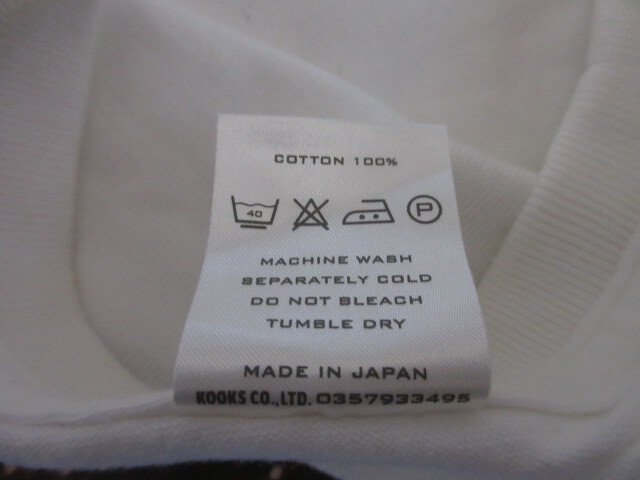 COTTON 100%
40 P
MACHINE WASH
SEPARATELY COLD
DO NOT BLEACH
TUMBLE DRY
MADE IN JAPAN
KOOKS CO.,LTD. 0357933495